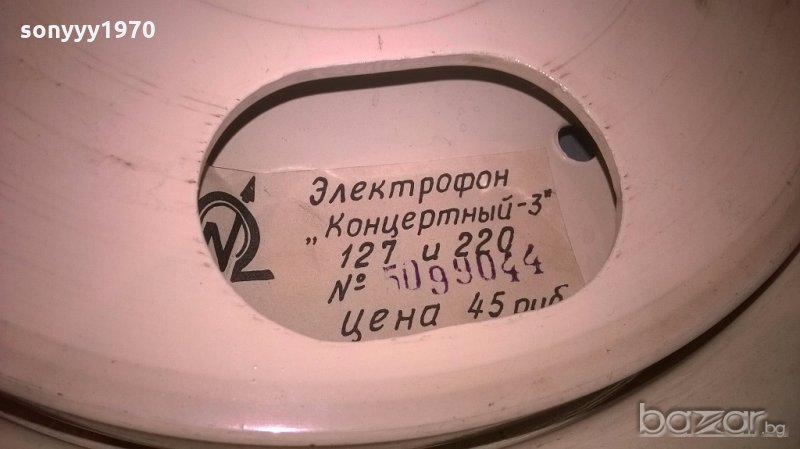 sonyyy1970
Электрофон
„Концертный-3"
127 и 220
№ 5099044
цена 45 руб
bazar.bg